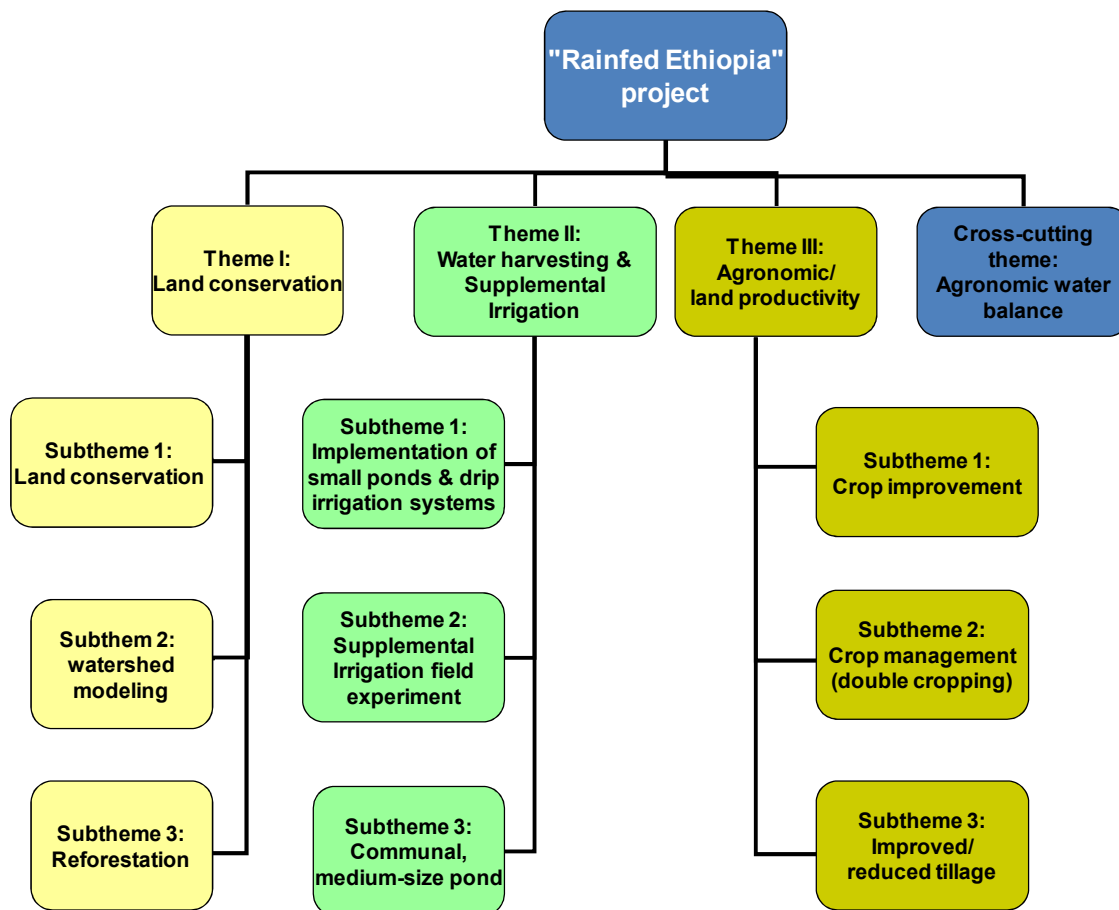 "Rainfed Ethiopia"
project
Theme I:
Land conservation
Theme II:
Water harvesting &
Supplemental
Irrigation
Theme III:
Agronomic/
land productivity
Cross-cutting
theme:
Agronomic water
balance
Subtheme 1:
Land conservation
Subthem 2:
watershed
modeling
Subtheme 3:
Reforestation
Subtheme 1:
Implementation of
small ponds & drip
irrigation systems
Subtheme 2:
Supplemental
Irrigation field
experiment
Subtheme 3:
Communal,
medium-size pond
Subtheme 1:
Crop improvement
Subtheme 2:
Crop management
(double cropping)
Subtheme 3:
Improved/
reduced tillage